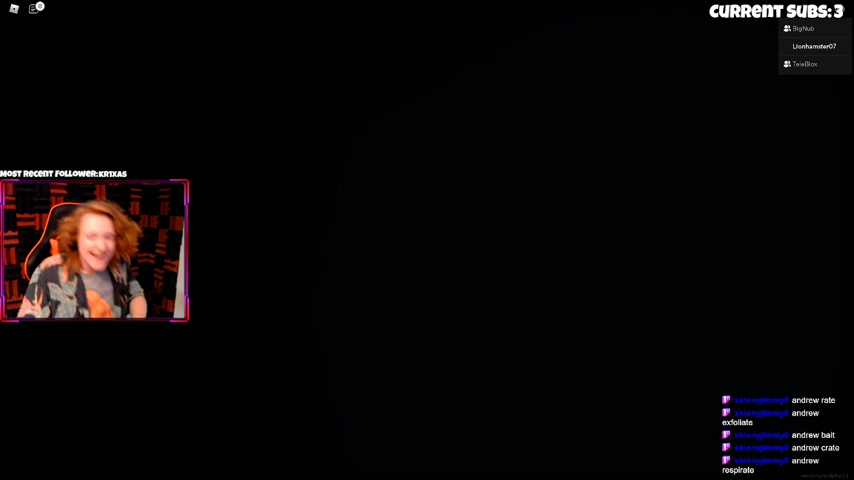 CURRENT SUBS: 3
BigNub
Lionhamster07
TeleBlox
MOST RECENT FOLLOWER:KR1XAS
andrew rate
andrew
exfoliate
andrew bait
andrew crate
andrew
respirate